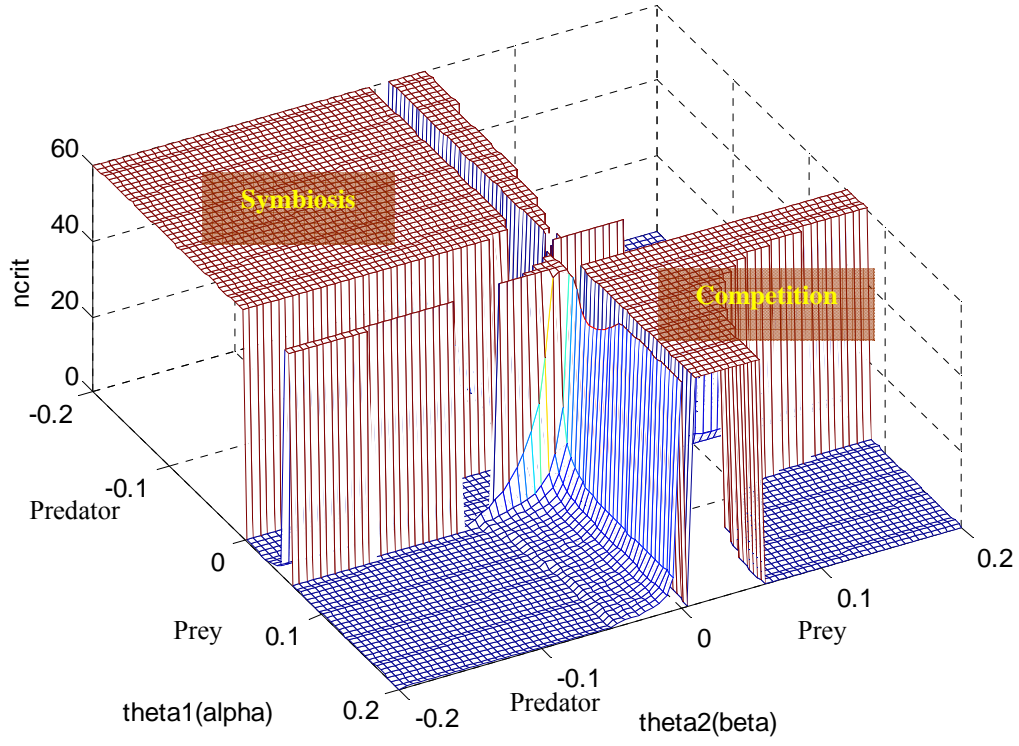 60
40
20
0
ncrit
Symbiosis
Competition
-0.2
-0.1
0
0.1
0.2
Predator
Prey
theta1(alpha)
-0.2
-0.1
0
0.1
0.2
Predator
Prey
theta2(beta)